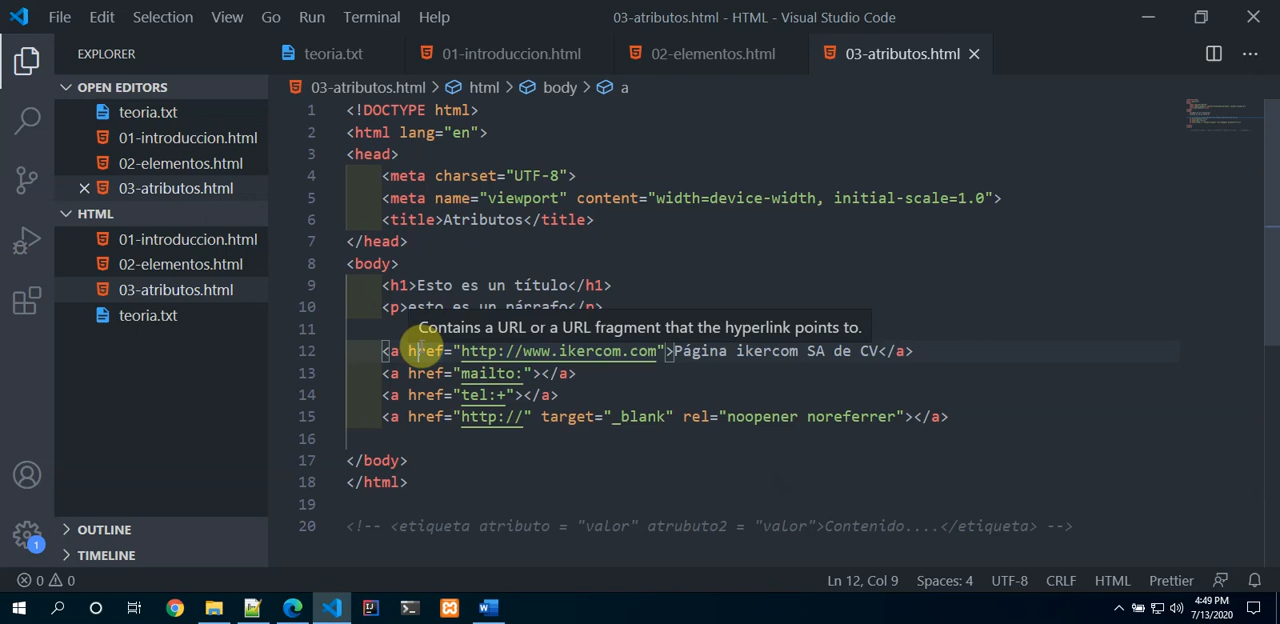 File Edit Selection View Go Run Terminal Help 03-atributos.html - HTML - Visual Studio Code
EXPLORER
teoria.txt 01-introduccion.html 02-elementos.html 03-atributos.html
OPEN EDITORS
teoria.txt
01-introduccion.html
02-elementos.html
03-atributos.html
HTML
01-introduccion.html
02-elementos.html
03-atributos.html
teoria.txt
OUTLINE
TIMELINE
1
03-atributos.html > html > body > a
1 <!DOCTYPE html>
2 <html lang="en">
3 <head>
4 <meta charset="UTF-8">
5 <meta name="viewport" content="width=device-width, initial-scale=1.0">
6 <title>Atributos</title>
7 </head>
8 <body>
9 <h1>Esto es un título</h1>
10 <p>esto es un párrafo</p>
11
Contains a URL or a URL fragment that the hyperlink points to.
12 <a href="http://www.ikercom.com">Página ikercom SA de CV</a>
13 <a href="mailto:"></a>
14 <a href="tel:+"></a>
15 <a href="http://" target="_blank" rel="noopener noreferrer"></a>
16
17 </body>
18 </html>
19
20 <!-- <etiqueta atributo = "valor" atrubuto2 = "valor">Contenido....</etiqueta> -->
0 0 Ln 12, Col 9 Spaces: 4 UTF-8 CRLF HTML Prettier
4:49 PM
7/13/2020